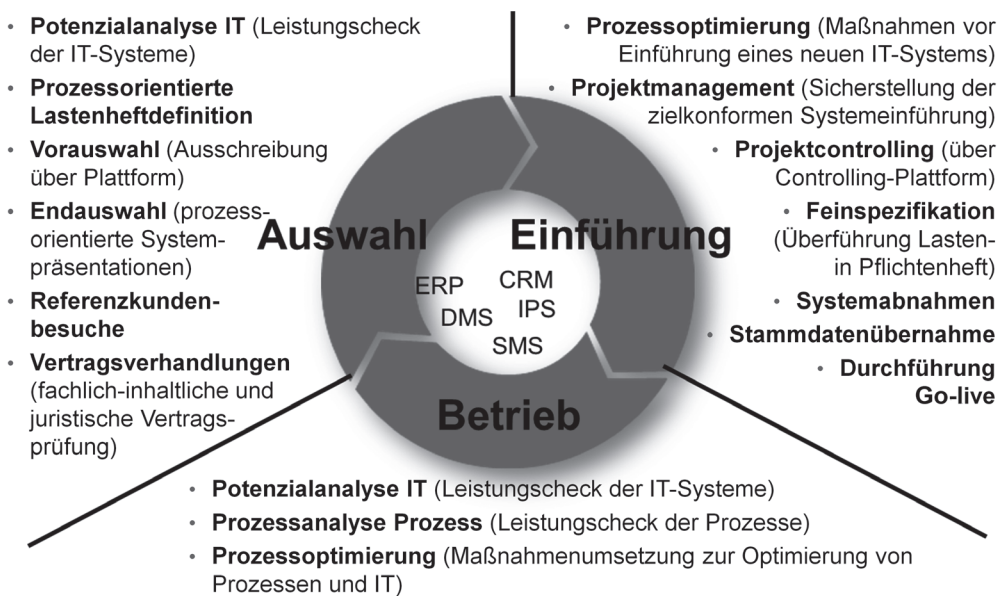 • Potenzialanalyse IT (Leistungscheck
der IT-Systeme)
• Prozessorientierte
Lastenheftdefinition
• Vorauswahl (Ausschreibung
über Plattform)
• Endauswahl (prozess-
orientierte System-
präsentationen)
• Referenzkunden-
besuche
• Vertragsverhandlungen
(fachlich-inhaltliche und
juristische Vertrags-
prüfung)
• Prozessoptimierung (Maßnahmen vor
Einführung eines neuen IT-Systems)
• Projektmanagement (Sicherstellung der
zielkonformen Systemeinführung)
• Projektcontrolling (über
Controlling-Plattform)
• Feinspezifikation
(Überführung Lasten-
in Pflichtenheft)
• Systemabnahmen
• Stammdatenübernahme
• Durchführung
Go-live
Auswahl
Einführung
ERP
CRM
DMS
IPS
SMS
Betrieb
• Potenzialanalyse IT (Leistungscheck der IT-Systeme)
• Prozessanalyse Prozess (Leistungscheck der Prozesse)
• Prozessoptimierung (Maßnahmenumsetzung zur Optimierung von
Prozessen und IT)